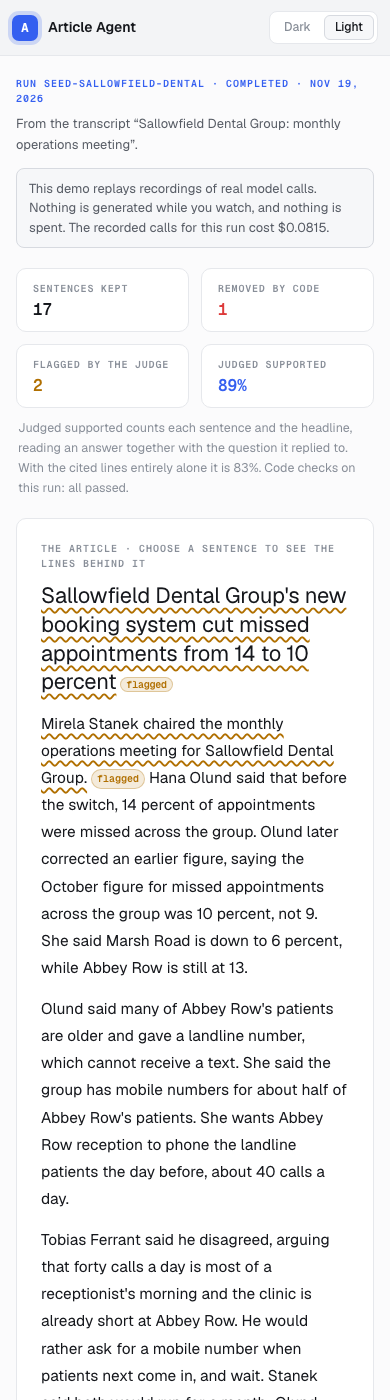 A Article Agent Dark Light
RUN SEED-SALLOWFIELD-DENTAL · COMPLETED · NOV 19,
2026
From the transcript “Sallowfield Dental Group: monthly
operations meeting”.
This demo replays recordings of real model calls.
Nothing is generated while you watch, and nothing is
spent. The recorded calls for this run cost $0.0815.
SENTENCES KEPT
17
REMOVED BY CODE
1
FLAGGED BY THE JUDGE
2
JUDGED SUPPORTED
89%
Judged supported counts each sentence and the headline,
reading an answer together with the question it replied to.
With the cited lines entirely alone it is 83%. Code checks on
this run: all passed.
THE ARTICLE · CHOOSE A SENTENCE TO SEE THE
LINES BEHIND IT
Sallowfield Dental Group's new
booking system cut missed
appointments from 14 to 10
percent flagged
Mirela Stanek chaired the monthly
operations meeting for Sallowfield Dental
Group. flagged Hana Olund said that before
the switch, 14 percent of appointments
were missed across the group. Olund later
corrected an earlier figure, saying the
October figure for missed appointments
across the group was 10 percent, not 9.
She said Marsh Road is down to 6 percent,
while Abbey Row is still at 13.
Olund said many of Abbey Row's patients
are older and gave a landline number,
which cannot receive a text. She said the
group has mobile numbers for about half of
Abbey Row's patients. She wants Abbey
Row reception to phone the landline
patients the day before, about 40 calls a
day.
Tobias Ferrant said he disagreed, arguing
that forty calls a day is most of a
receptionist's morning and the clinic is
already short at Abbey Row. He would
rather ask for a mobile number when
patients next come in, and wait. Stanek